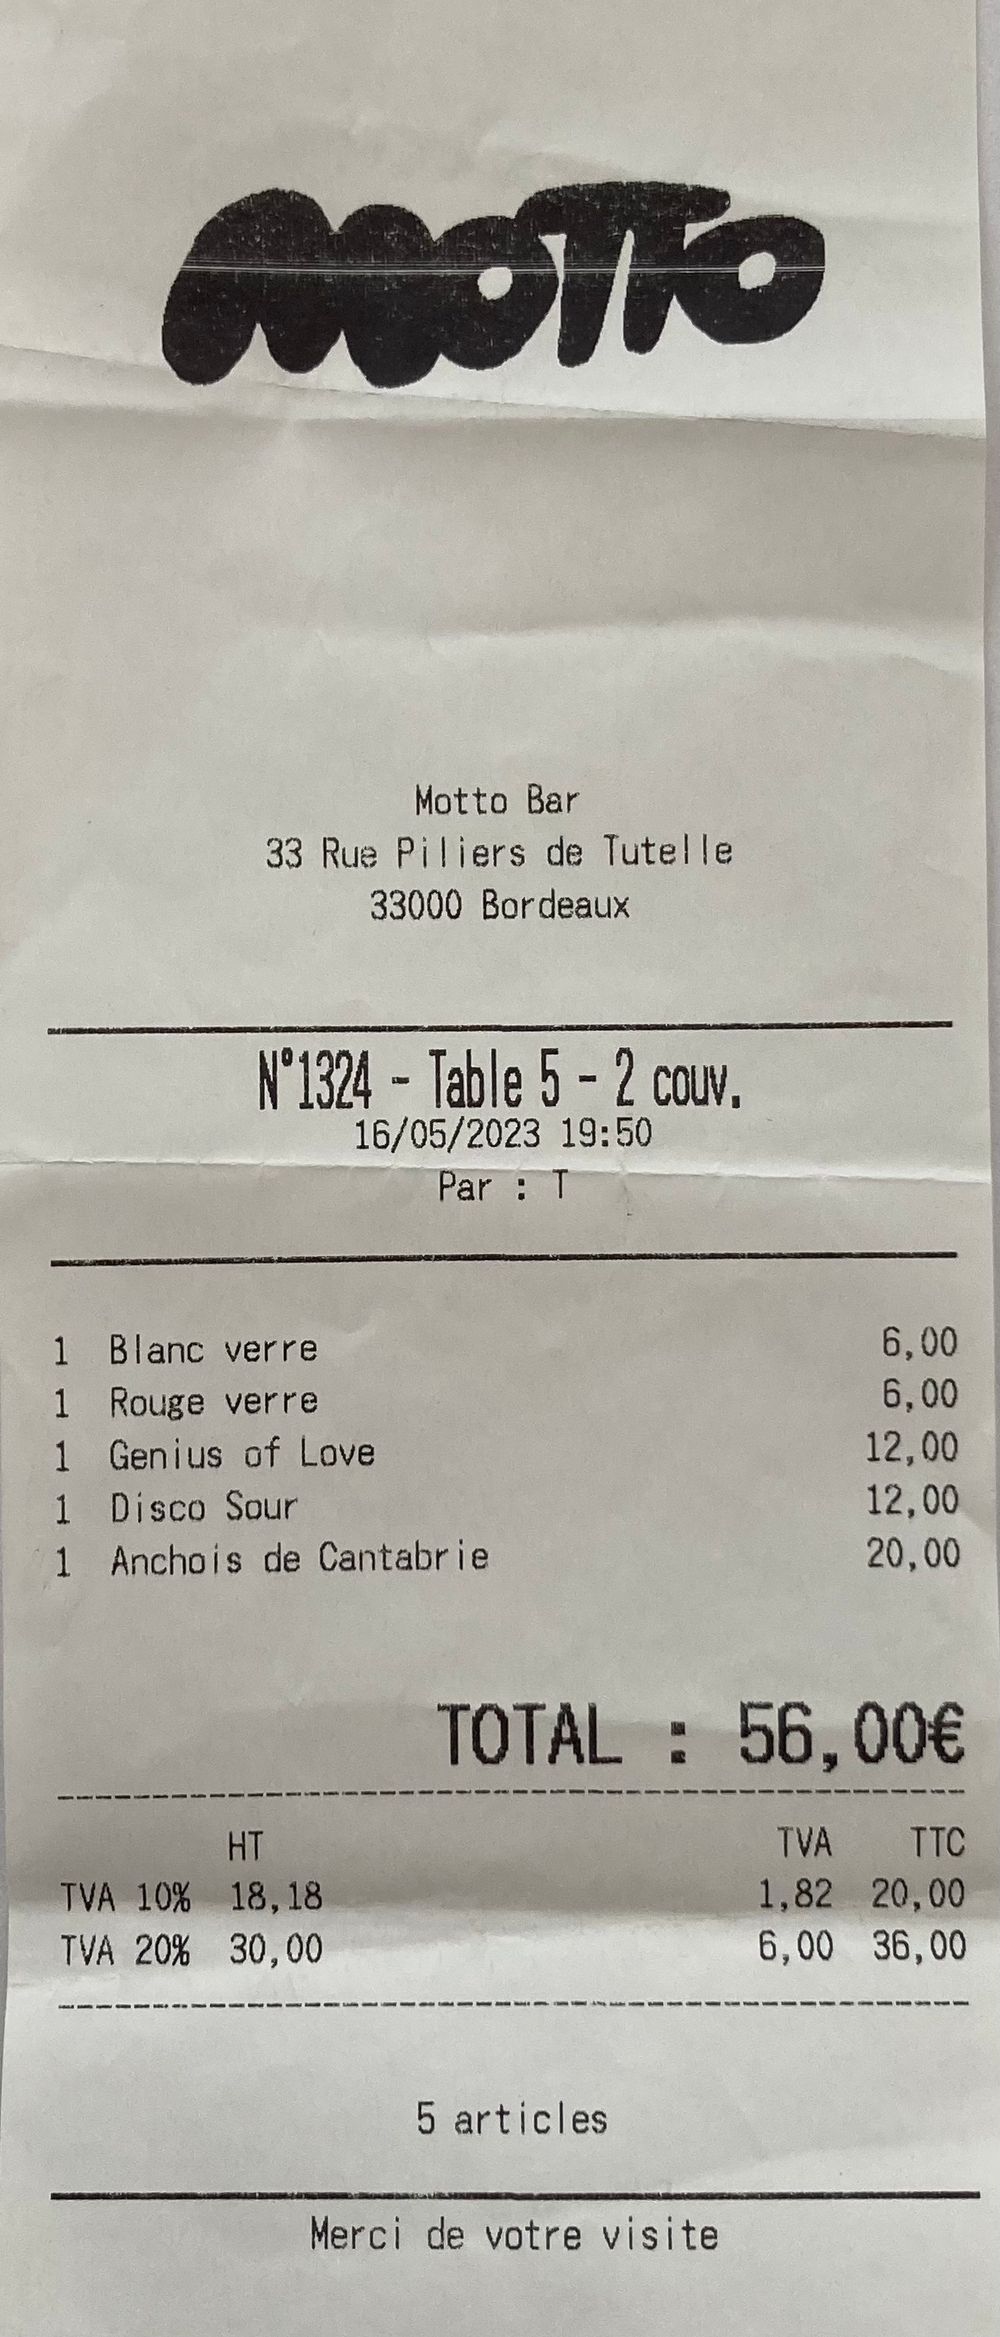 MOTTO
Motto Bar
33 Rue Piliers de Tutelle
33000 Bordeaux
N°1324 - Table 5 - 2 couv.
16/05/2023 19:50
Par : T
1 Blanc verre 6,00
1 Rouge verre 6,00
1 Genius of Love 12,00
1 Disco Sour 12,00
1 Anchois de Cantabrie 20,00
TOTAL : 56,00€
HT TVA TTC
TVA 10% 18,18 1,82 20,00
TVA 20% 30,00 6,00 36,00
5 articles
Merci de votre visite